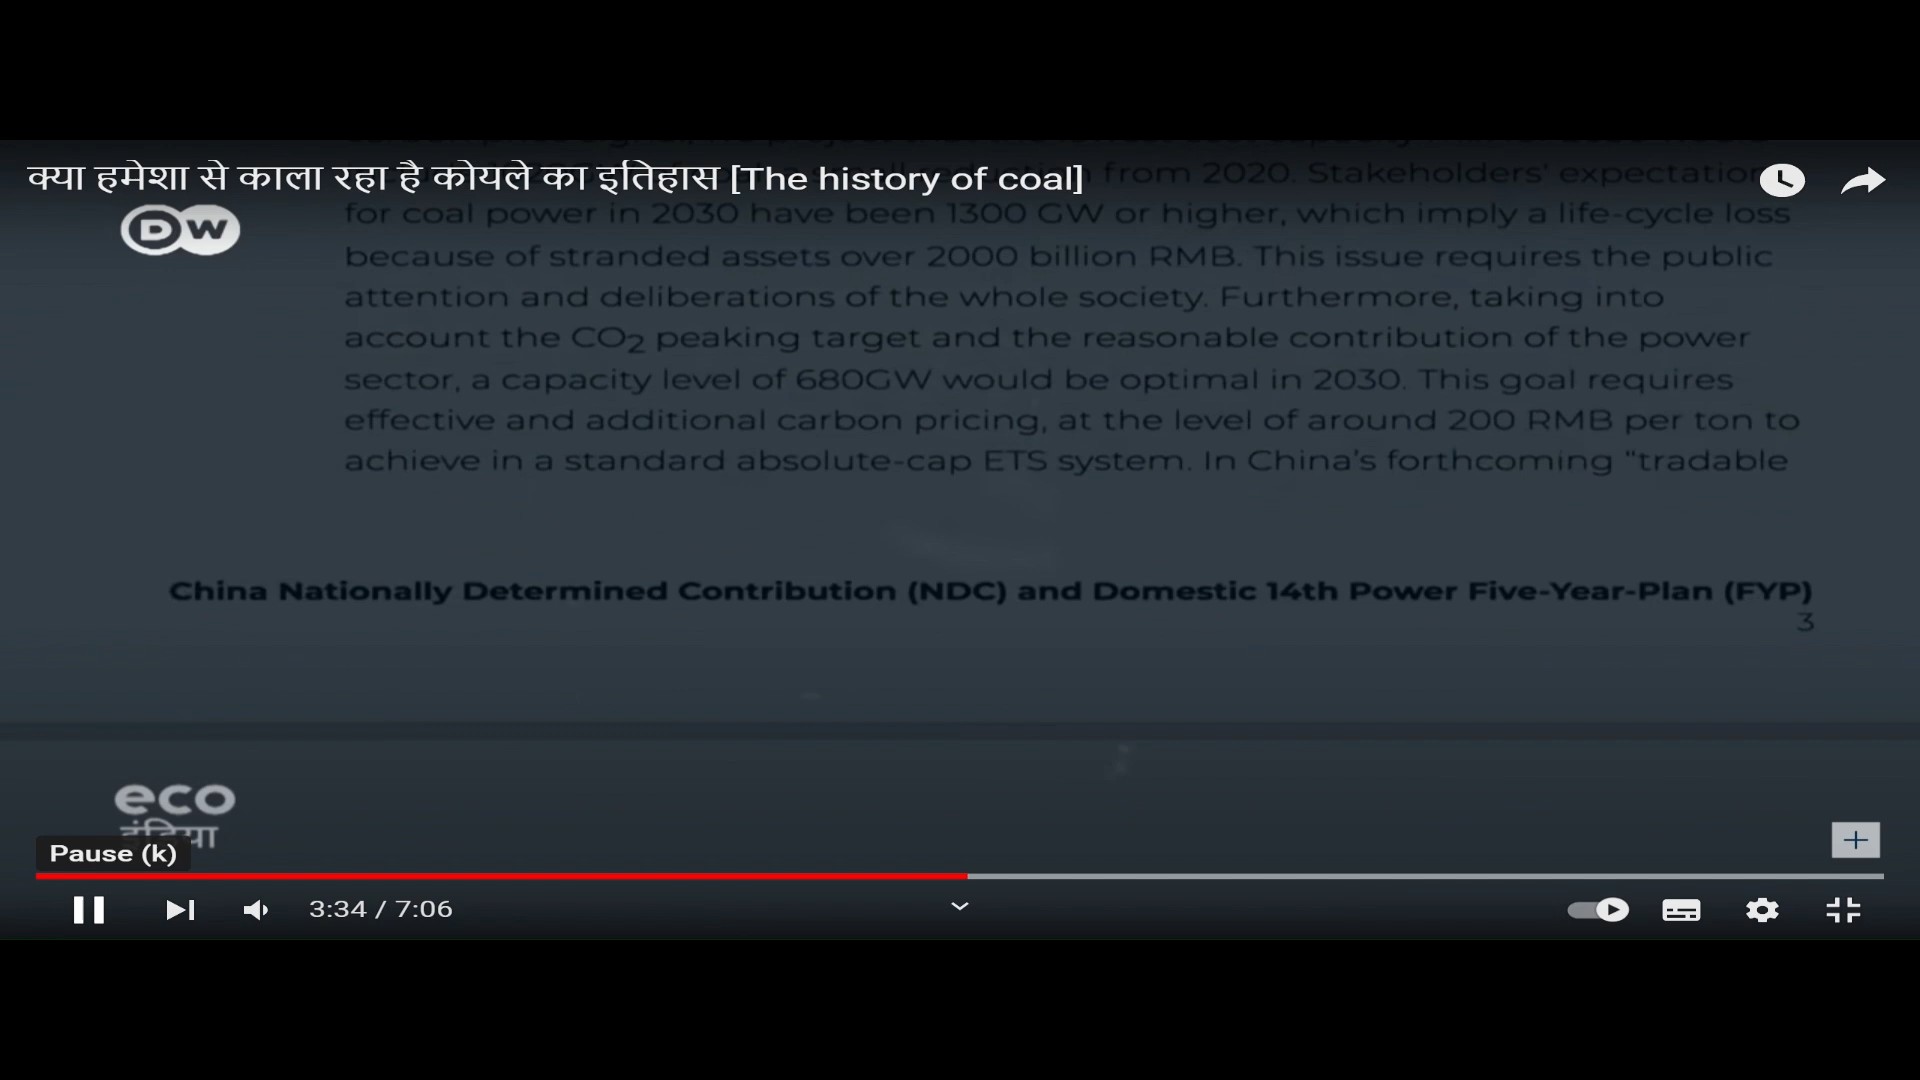 क्या हमेशा से काला रहा है कोयले का इतिहास [The history of coal]
from 2020. Stakeholders' expectation
DW
for coal power in 2030 have been 1300 GW or higher, which imply a life-cycle loss
because of stranded assets over 2000 billion RMB. This issue requires the public
attention and deliberations of the whole society. Furthermore, taking into
account the CO2 peaking target and the reasonable contribution of the power
sector, a capacity level of 680GW would be optimal in 2030. This goal requires
effective and additional carbon pricing, at the level of around 200 RMB per ton to
achieve in a standard absolute-cap ETS system. In China's forthcoming "tradable
China Nationally Determined Contribution (NDC) and Domestic 14th Power Five-Year-Plan (FYP)
3
eco
इंडिया
Pause (k)
3:34 / 7:06